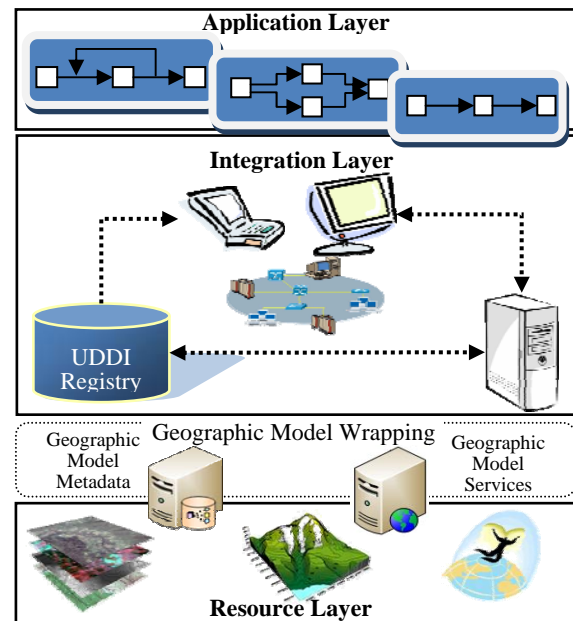 Application Layer
Integration Layer
UDDI
Registry
Geographic Model Wrapping
Geographic
Model
Metadata
Geographic
Model
Services
Resource Layer